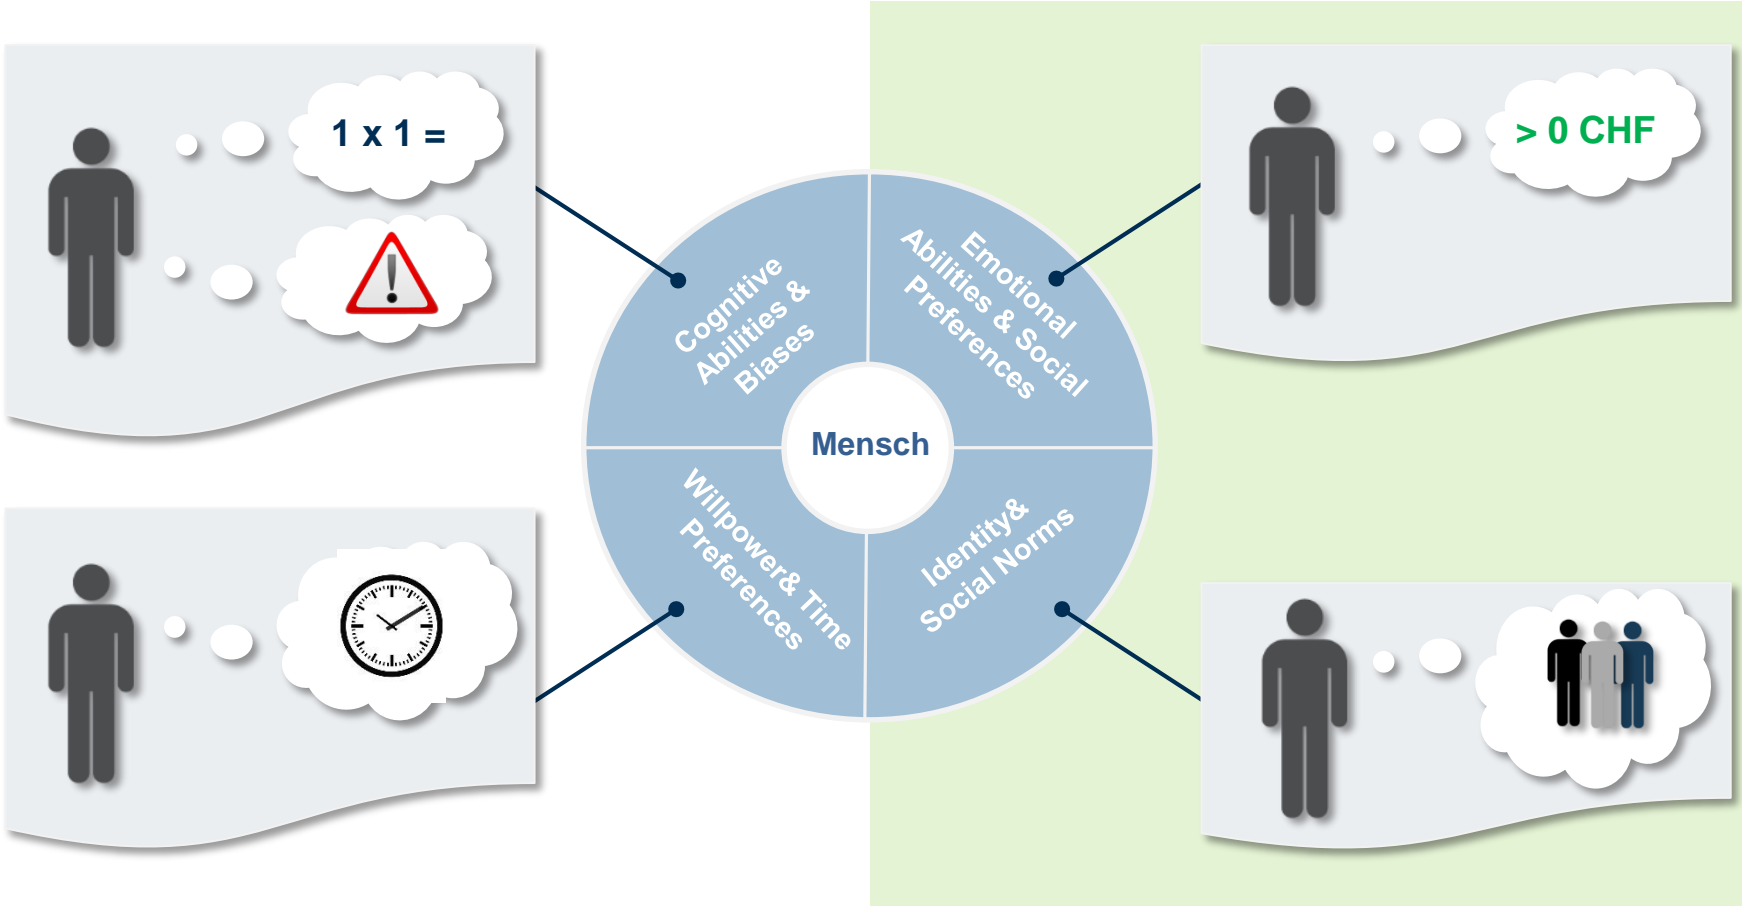 1 x 1 =
> 0 CHF
Cognitive
Abilities &
Biases
Emotional
Abilities & Social
Preferences
Mensch
Willpower& Time
Preferences
Identity&
Social Norms